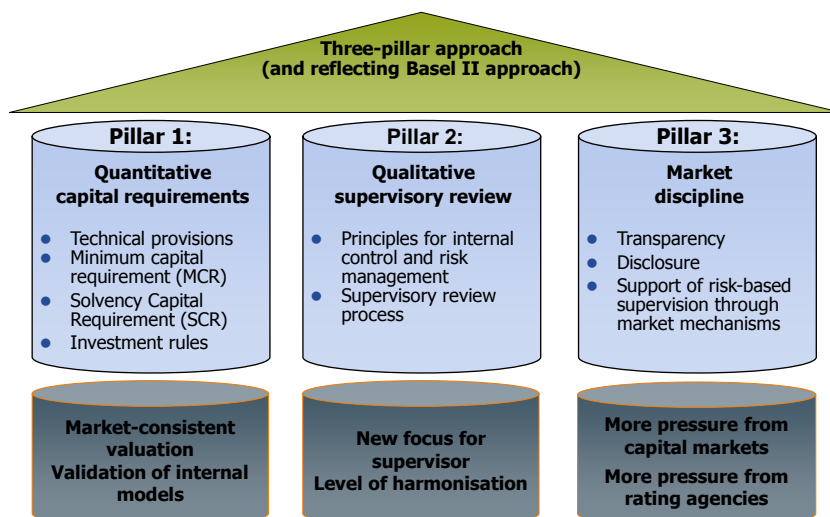 Three-pillar approach
(and reflecting Basel II approach)
Pillar 1:
Quantitative
capital requirements
● Technical provisions
● Minimum capital
requirement (MCR)
● Solvency Capital
Requirement (SCR)
● Investment rules
Market-consistent
valuation
Validation of internal
models
Pillar 2:
Qualitative
supervisory review
● Principles for internal
control and risk
management
● Supervisory review
process
New focus for
supervisor
Level of harmonisation
Pillar 3:
Market
discipline
● Transparency
● Disclosure
● Support of risk-based
supervision through
market mechanisms
More pressure from
capital markets
More pressure from
rating agencies